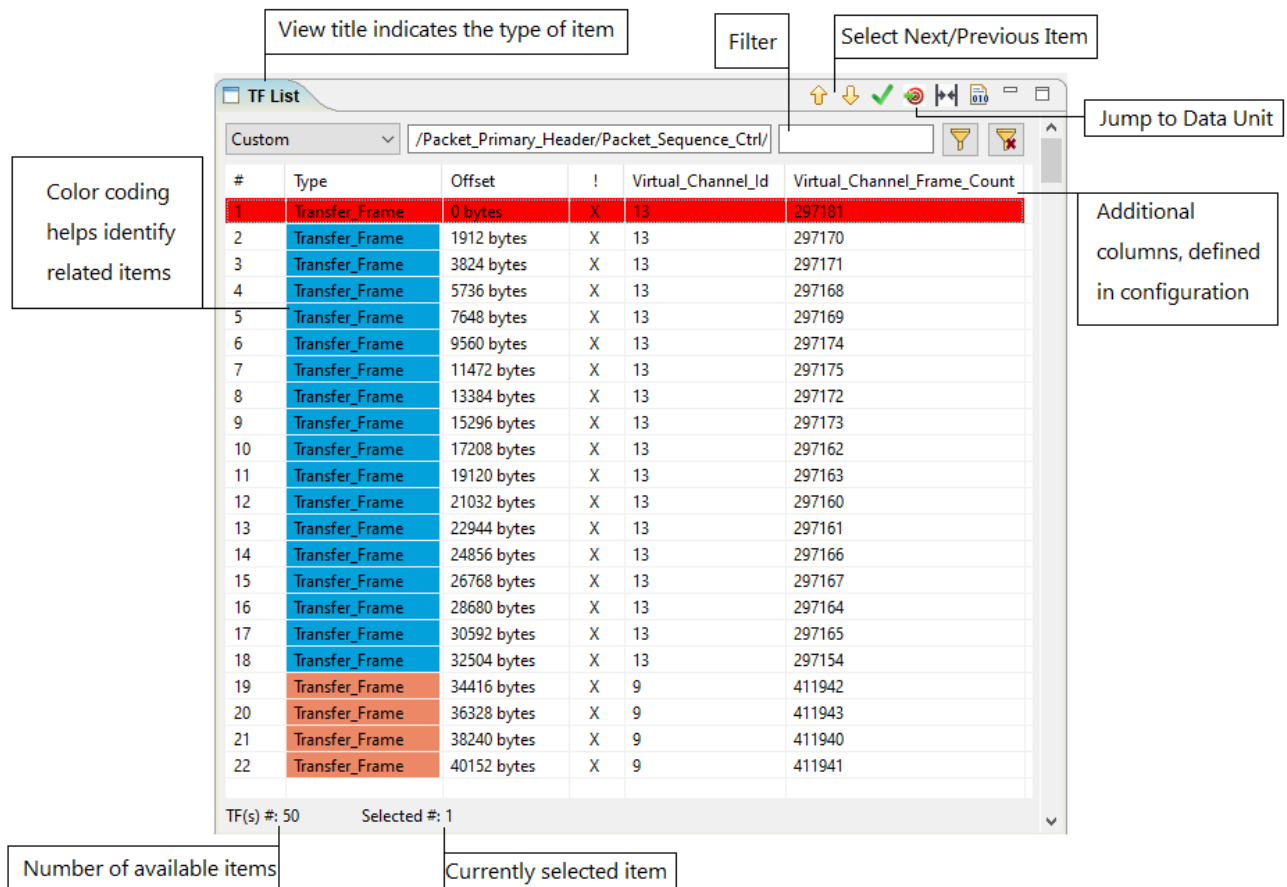 View title indicates the type of item
Filter
Select Next/Previous Item
TF List
010
Jump to Data Unit
Custom
/Packet_Primary_Header/Packet_Sequence_Ctrl/
# Type Offset ! Virtual_Channel_Id Virtual_Channel_Frame_Count
Color coding
helps identify
related items
Additional
columns, defined
in configuration
1 Transfer_Frame 0 bytes X 13 297181
2 Transfer_Frame 1912 bytes X 13 297170
3 Transfer_Frame 3824 bytes X 13 297171
4 Transfer_Frame 5736 bytes X 13 297168
5 Transfer_Frame 7648 bytes X 13 297169
6 Transfer_Frame 9560 bytes X 13 297174
7 Transfer_Frame 11472 bytes X 13 297175
8 Transfer_Frame 13384 bytes X 13 297172
9 Transfer_Frame 15296 bytes X 13 297173
10 Transfer_Frame 17208 bytes X 13 297162
11 Transfer_Frame 19120 bytes X 13 297163
12 Transfer_Frame 21032 bytes X 13 297160
13 Transfer_Frame 22944 bytes X 13 297161
14 Transfer_Frame 24856 bytes X 13 297166
15 Transfer_Frame 26768 bytes X 13 297167
16 Transfer_Frame 28680 bytes X 13 297164
17 Transfer_Frame 30592 bytes X 13 297165
18 Transfer_Frame 32504 bytes X 13 297154
19 Transfer_Frame 34416 bytes X 9 411942
20 Transfer_Frame 36328 bytes X 9 411943
21 Transfer_Frame 38240 bytes X 9 411940
22 Transfer_Frame 40152 bytes X 9 411941
TF(s) #: 50 Selected #: 1
Number of available items
Currently selected item